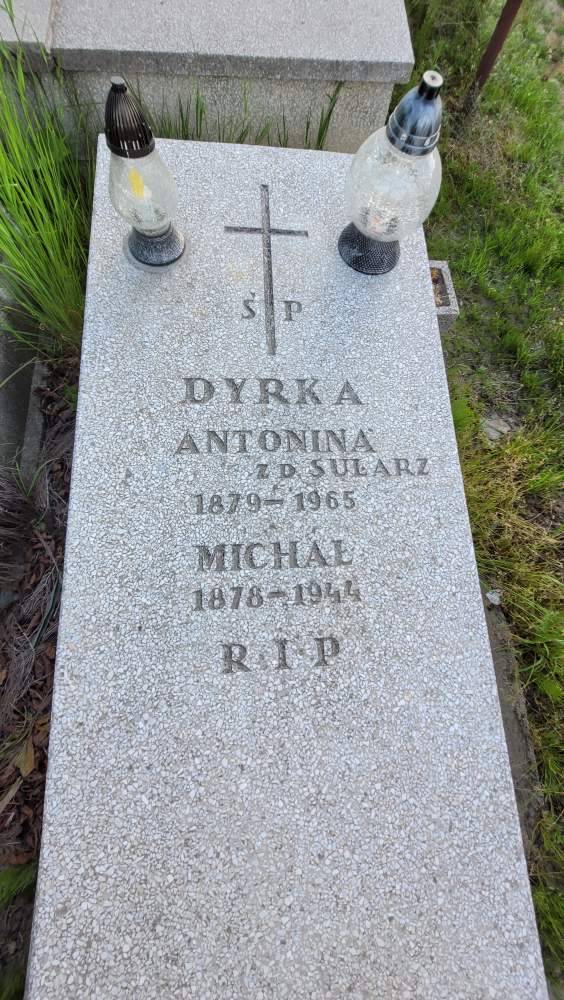 Ś P
DYRKA
ANTONINA
Z D SULARZ
1879-1965
MICHAŁ
1878-1944
R·I·P